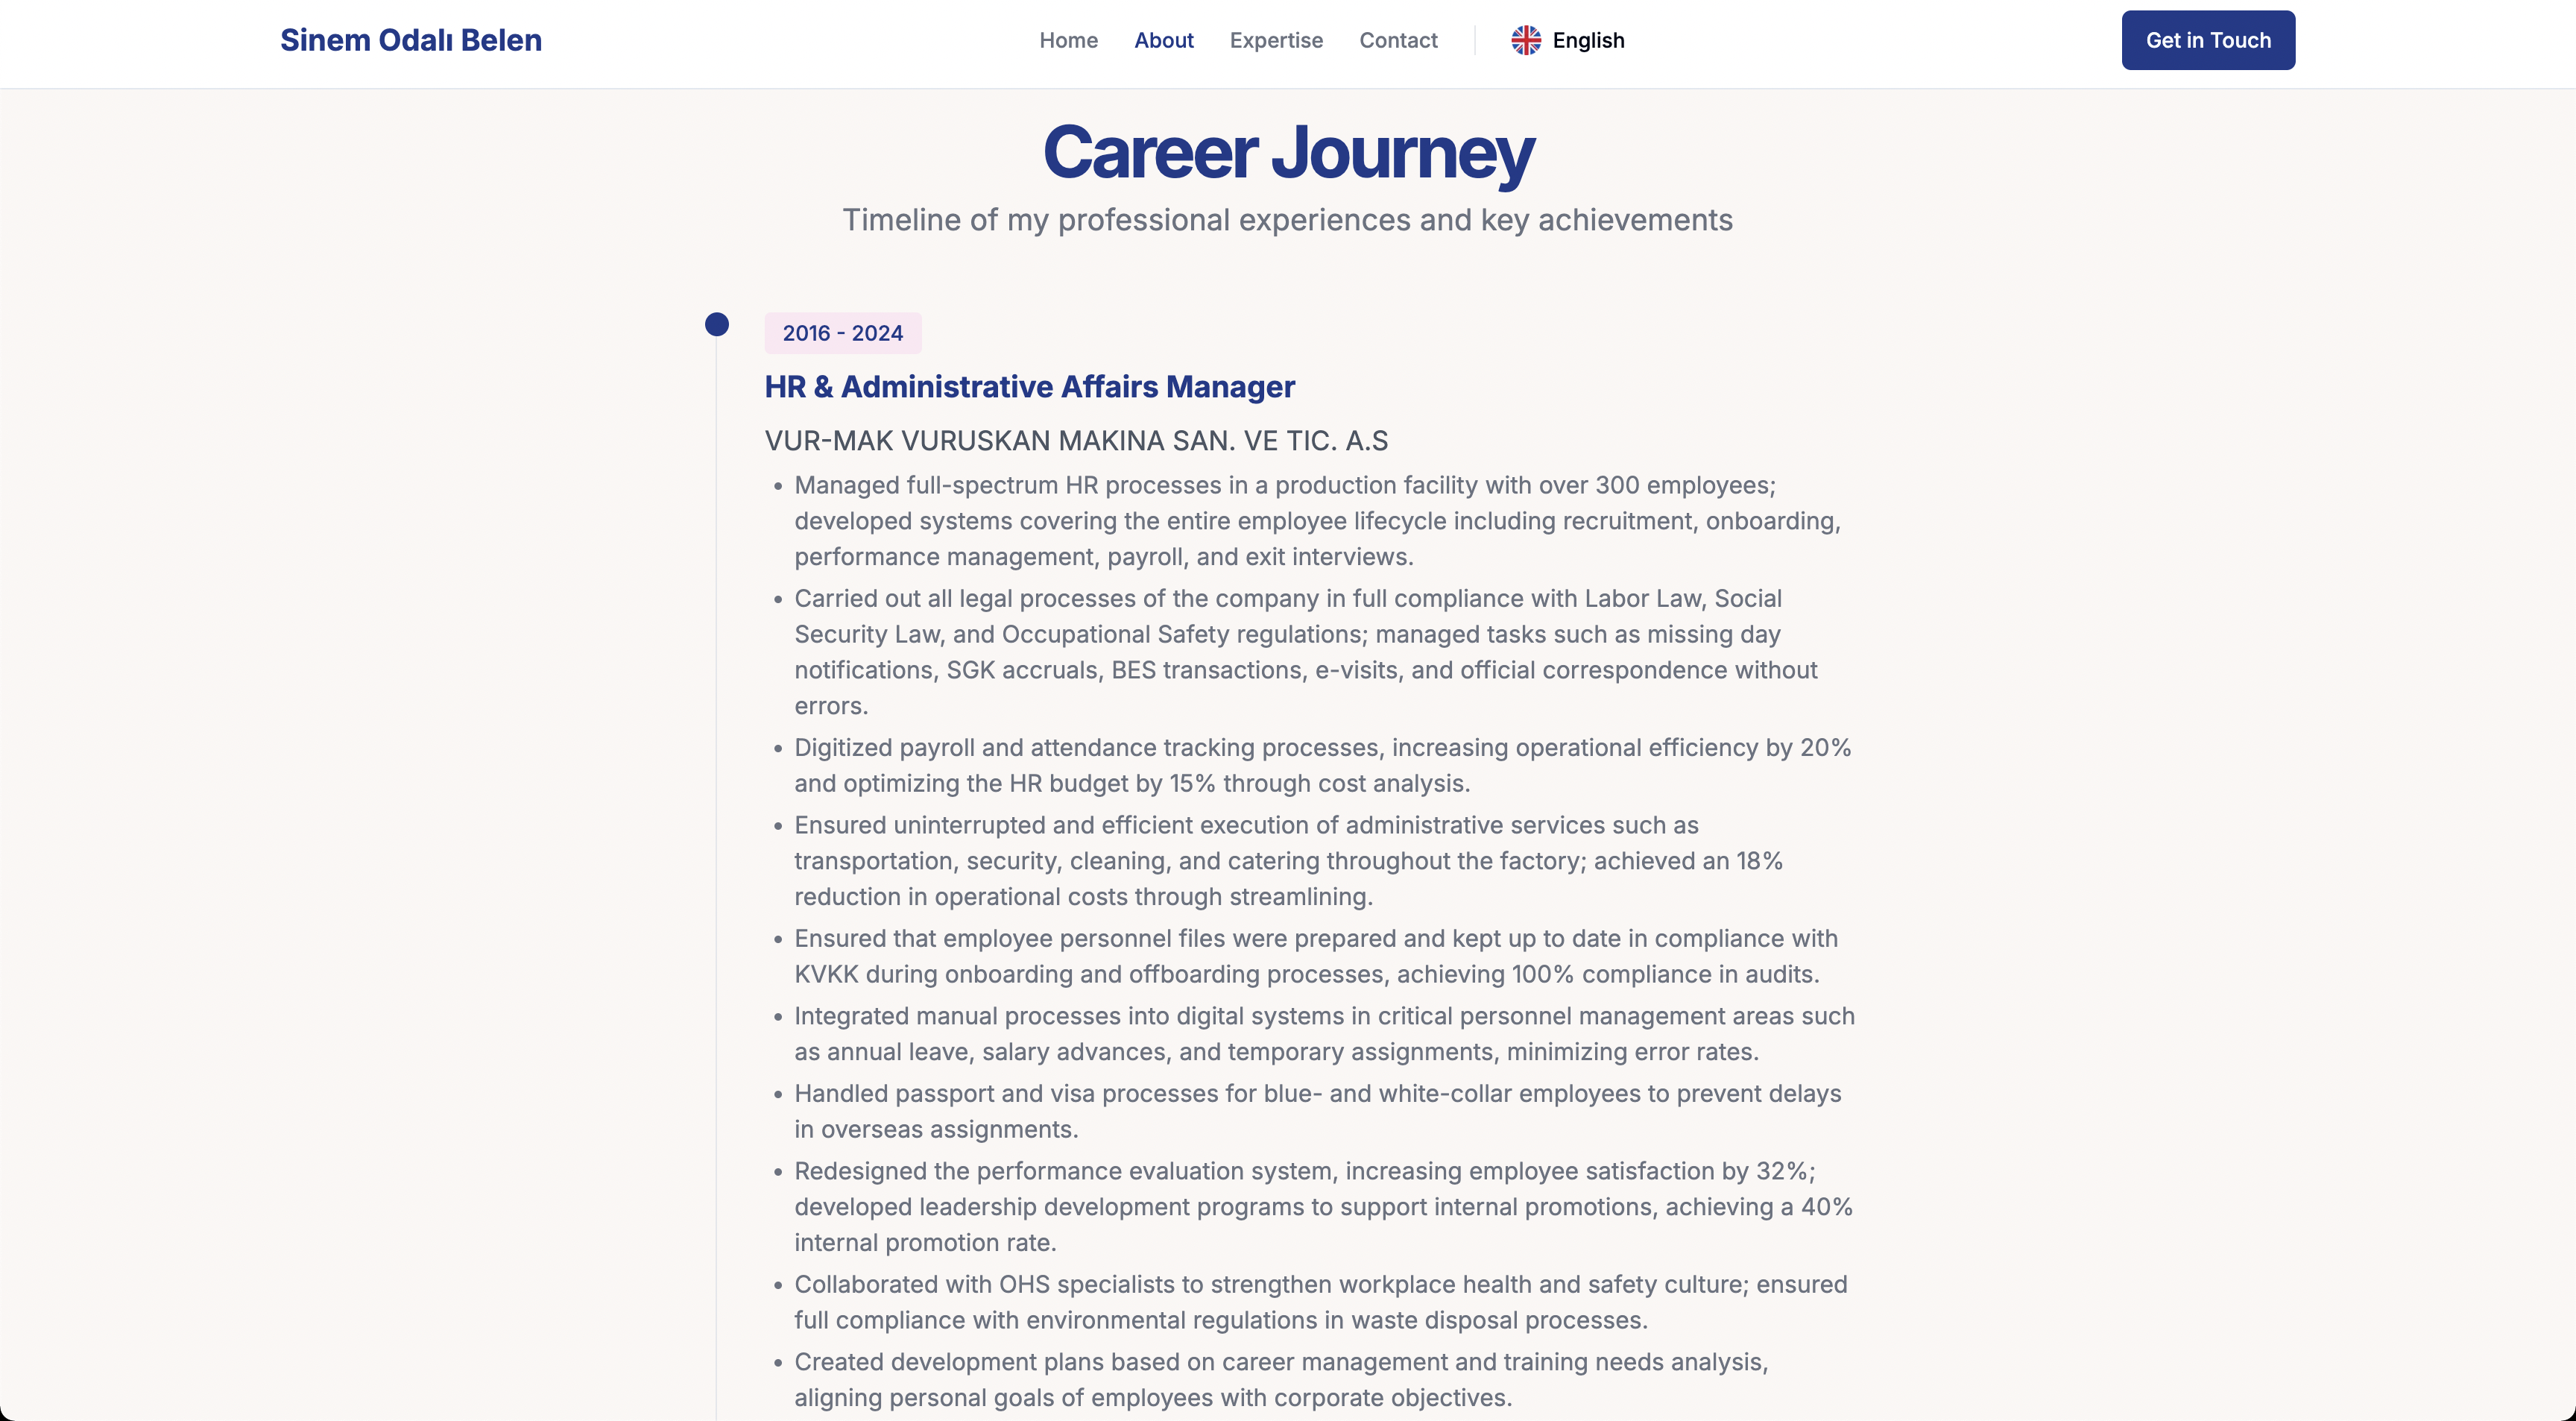 Sinem Odalı Belen
Home About Expertise Contact English
Get in Touch
Career Journey
Timeline of my professional experiences and key achievements
2016 - 2024
HR & Administrative Affairs Manager
VUR-MAK VURUSKAN MAKINA SAN. VE TIC. A.S
• Managed full-spectrum HR processes in a production facility with over 300 employees;
developed systems covering the entire employee lifecycle including recruitment, onboarding,
performance management, payroll, and exit interviews.
• Carried out all legal processes of the company in full compliance with Labor Law, Social
Security Law, and Occupational Safety regulations; managed tasks such as missing day
notifications, SGK accruals, BES transactions, e-visits, and official correspondence without
errors.
• Digitized payroll and attendance tracking processes, increasing operational efficiency by 20%
and optimizing the HR budget by 15% through cost analysis.
• Ensured uninterrupted and efficient execution of administrative services such as
transportation, security, cleaning, and catering throughout the factory; achieved an 18%
reduction in operational costs through streamlining.
• Ensured that employee personnel files were prepared and kept up to date in compliance with
KVKK during onboarding and offboarding processes, achieving 100% compliance in audits.
• Integrated manual processes into digital systems in critical personnel management areas such
as annual leave, salary advances, and temporary assignments, minimizing error rates.
• Handled passport and visa processes for blue- and white-collar employees to prevent delays
in overseas assignments.
• Redesigned the performance evaluation system, increasing employee satisfaction by 32%;
developed leadership development programs to support internal promotions, achieving a 40%
internal promotion rate.
• Collaborated with OHS specialists to strengthen workplace health and safety culture; ensured
full compliance with environmental regulations in waste disposal processes.
• Created development plans based on career management and training needs analysis,
aligning personal goals of employees with corporate objectives.